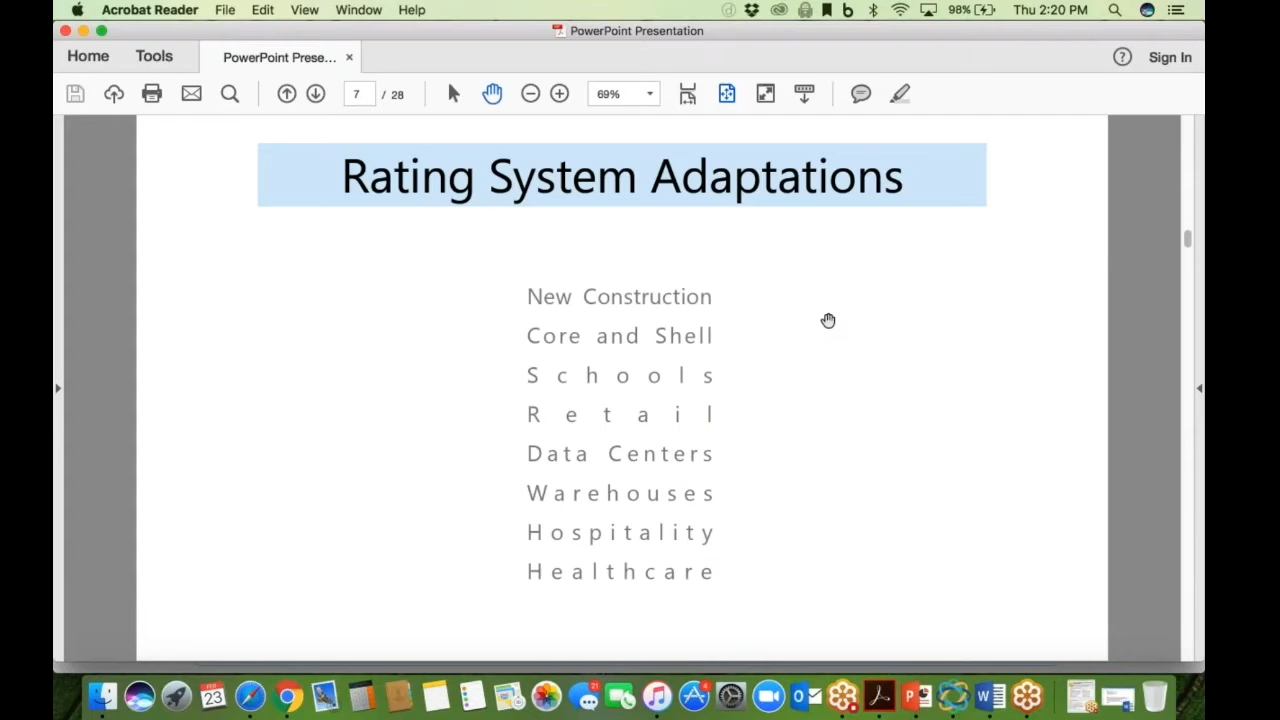 Acrobat Reader File Edit View Window Help 98% Thu 2:20 PM
PowerPoint Presentation
Home Tools PowerPoint Prese... × ? Sign In
7 / 28 69%
Rating System Adaptations
New Construction
Core and Shell
Schools
Retail
Data Centers
Warehouses
Hospitality
Healthcare
23
21